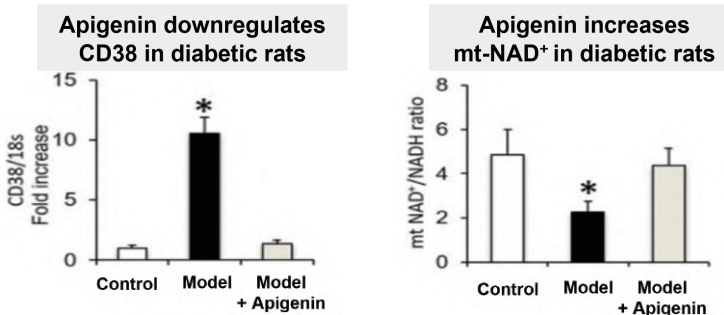 Apigenin downregulates
CD38 in diabetic rats
15
10
5
0
CD38/18s
Fold increase
*
Control
Model
Model
+ Apigenin
Apigenin increases
mt-NAD⁺ in diabetic rats
8
6
4
2
0
mt NAD⁺/NADH ratio
*
Control
Model
Model
+ Apigenin